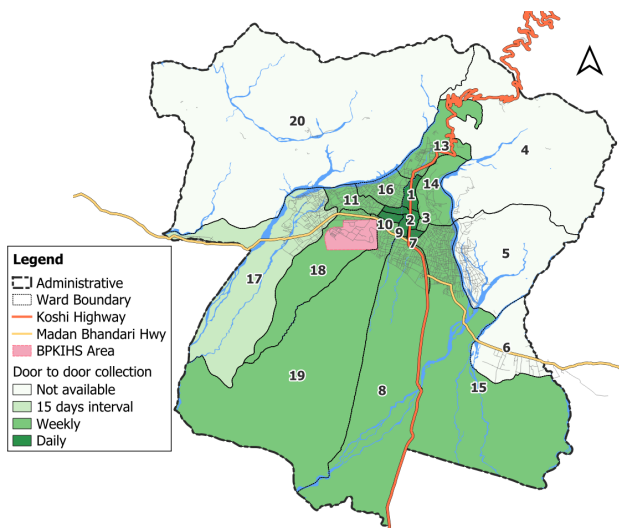 20
13
4
16
14
11
1
2
3
10
9
7
5
17
18
6
15
19
8
Legend
Administrative
Ward Boundary
Koshi Highway
Madan Bhandari Hwy
BPKIHS Area
Door to door collection
Not available
15 days interval
Weekly
Daily